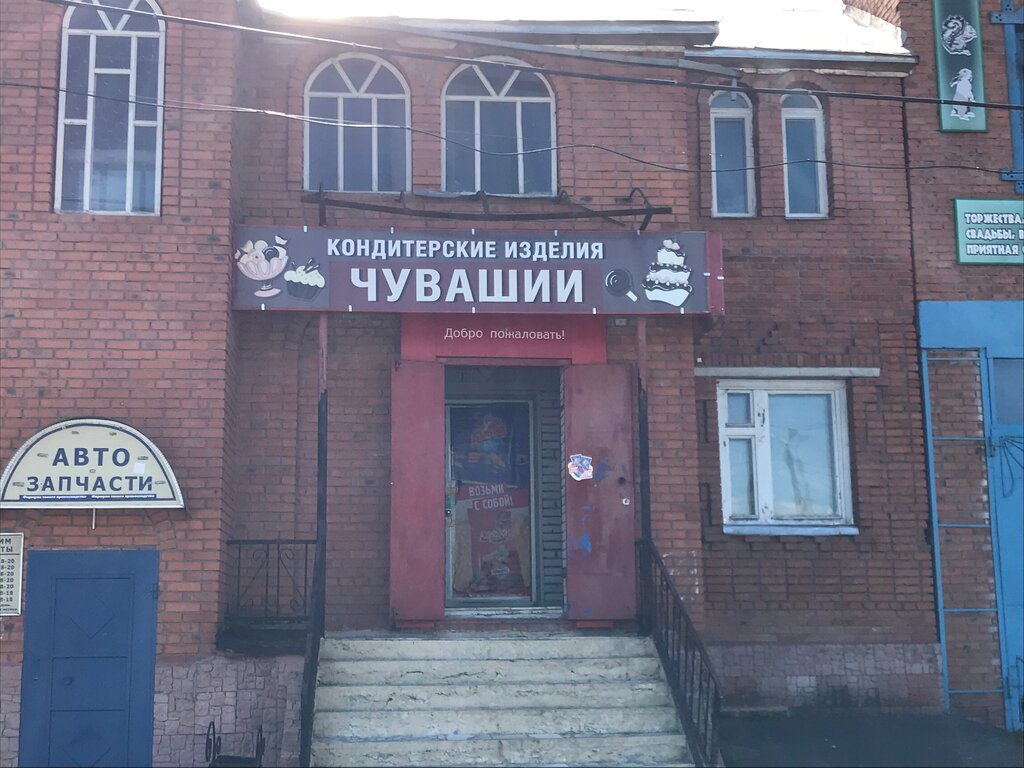 КОНДИТЕРСКИЕ ИЗДЕЛИЯ
ЧУВАШИИ
Добро пожаловать!
ВОЗЬМИ
С СОБОЙ!
АВТО
ЗАПЧАСТИ
ТОРЖЕСТВА
СВАДЬБЫ,
ПРИЯТНАЯ